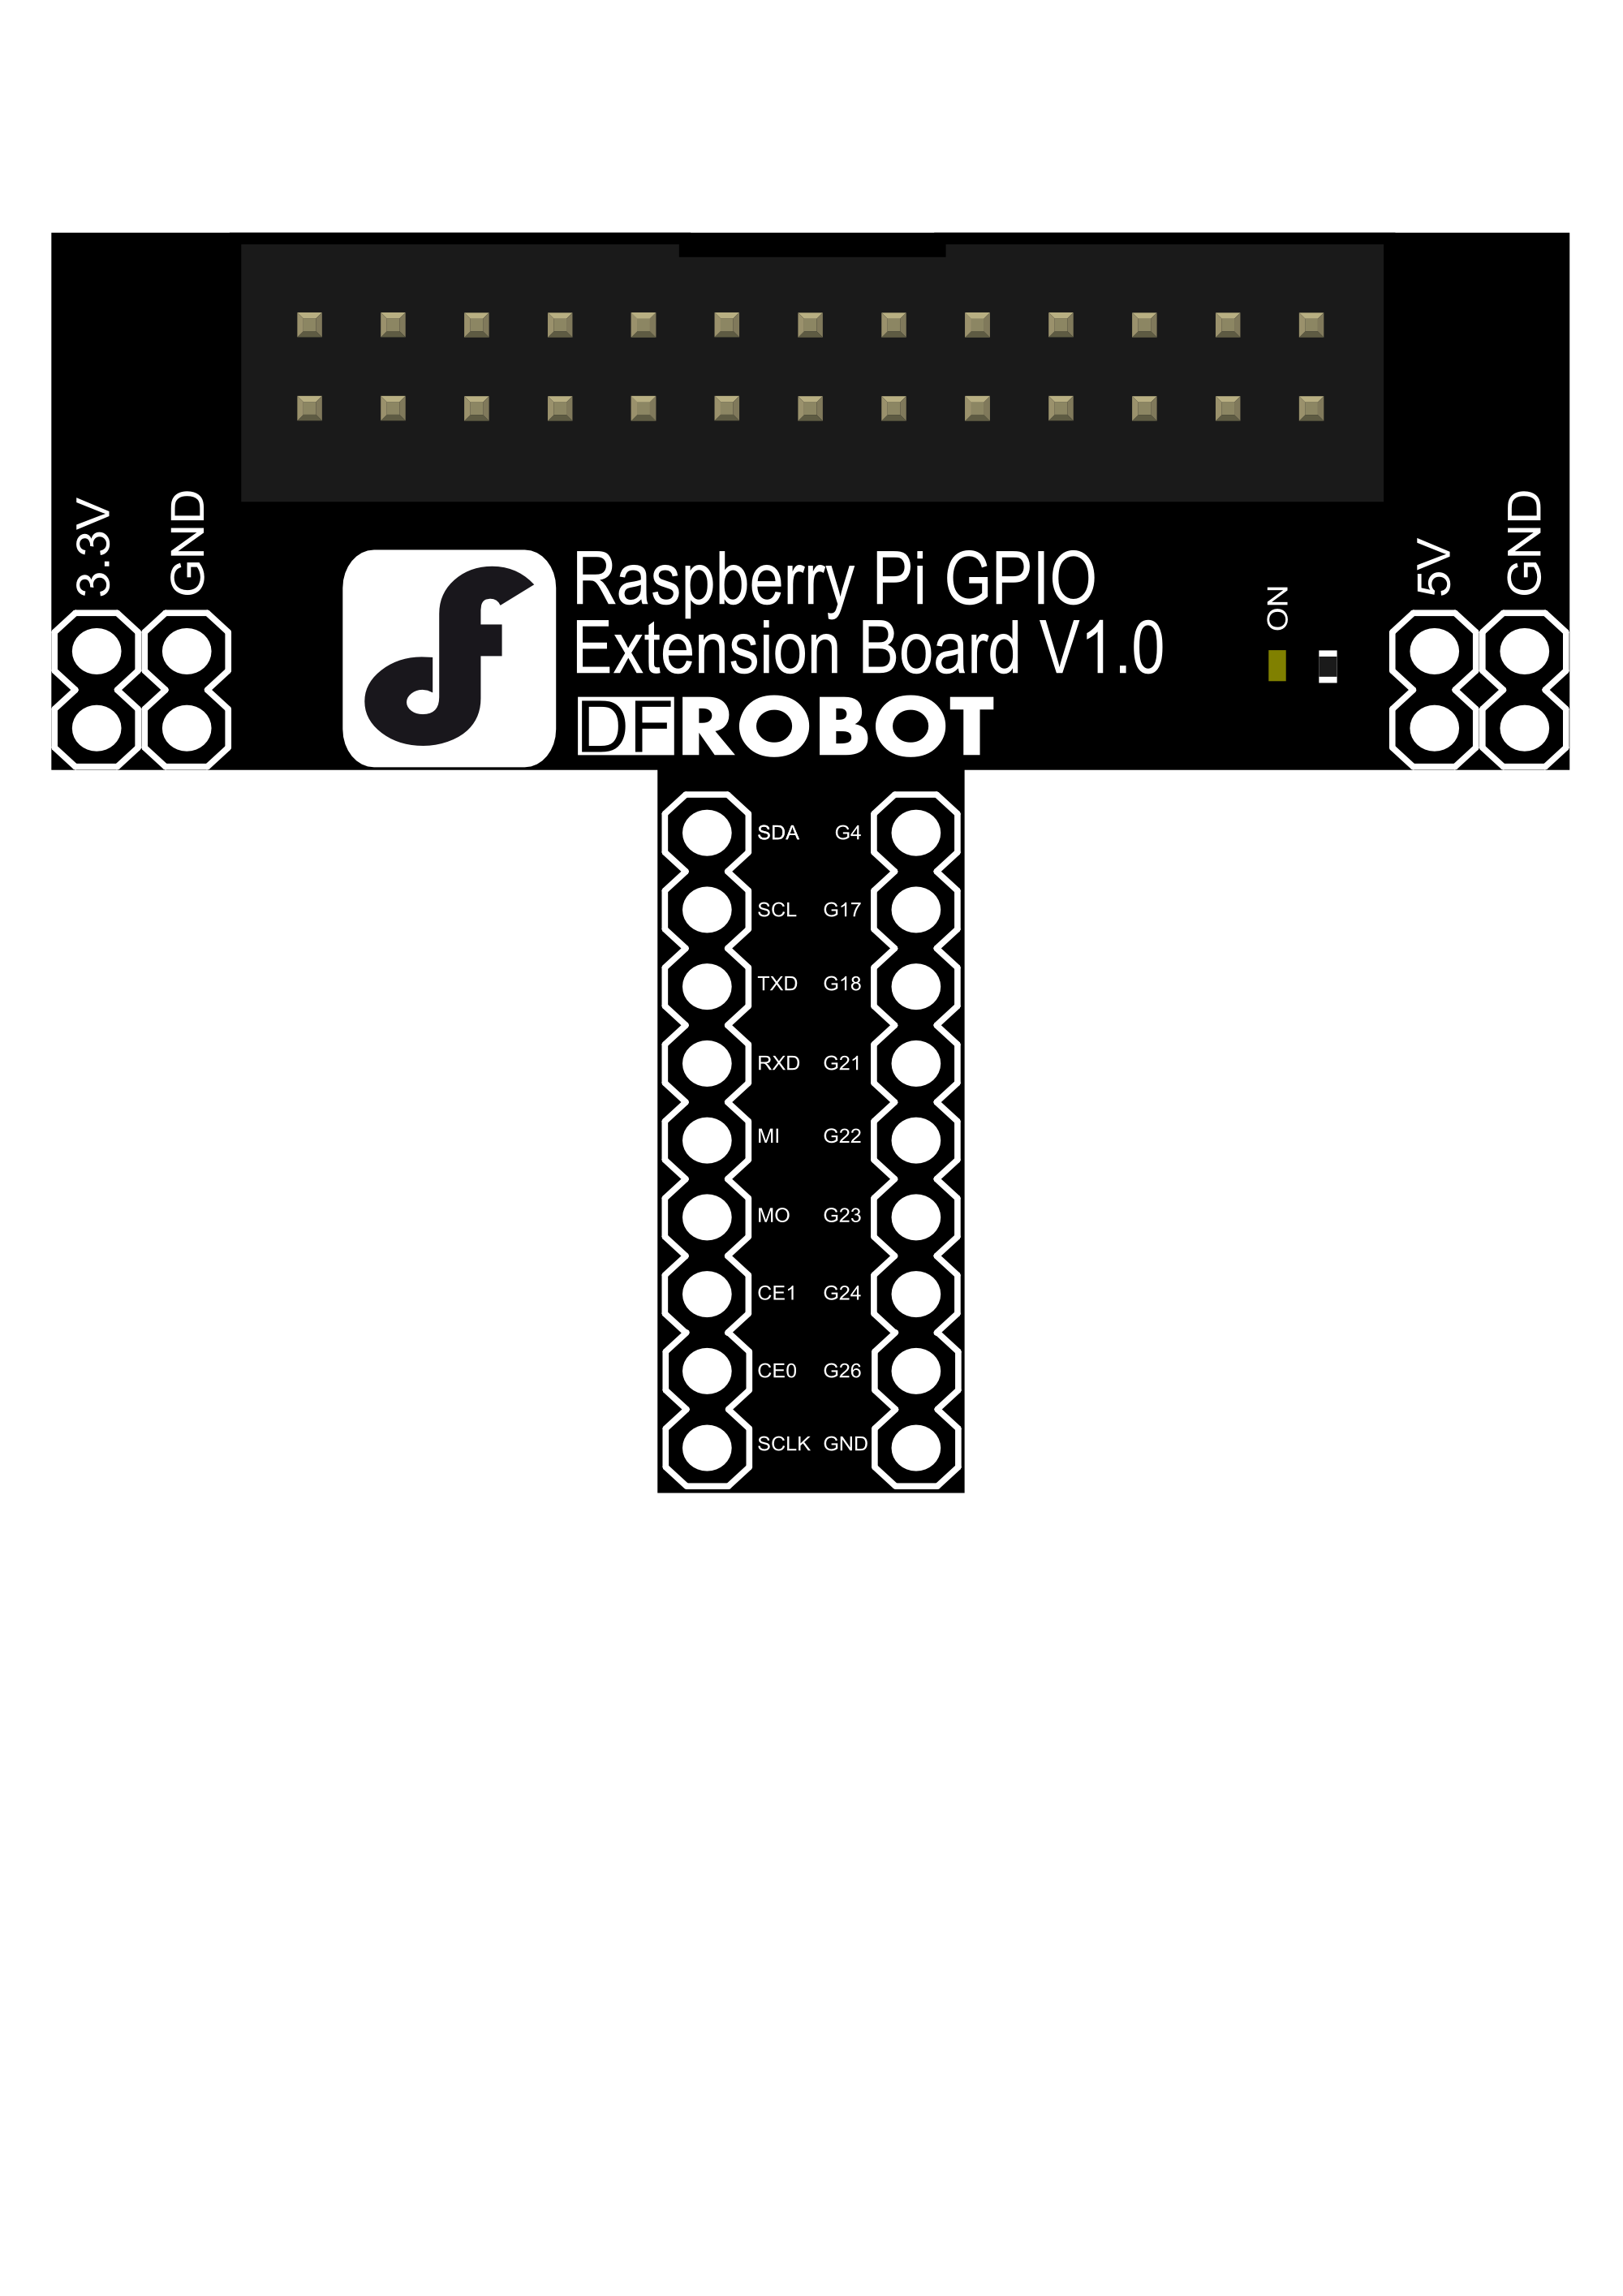 3.3V
GND
5V
GND
ON
Raspberry Pi GPIO
Extension Board V1.0
DFROBOT
SDA G4
SCL G17
TXD G18
RXD G21
MI G22
MO G23
CE1 G24
CE0 G26
SCLK GND